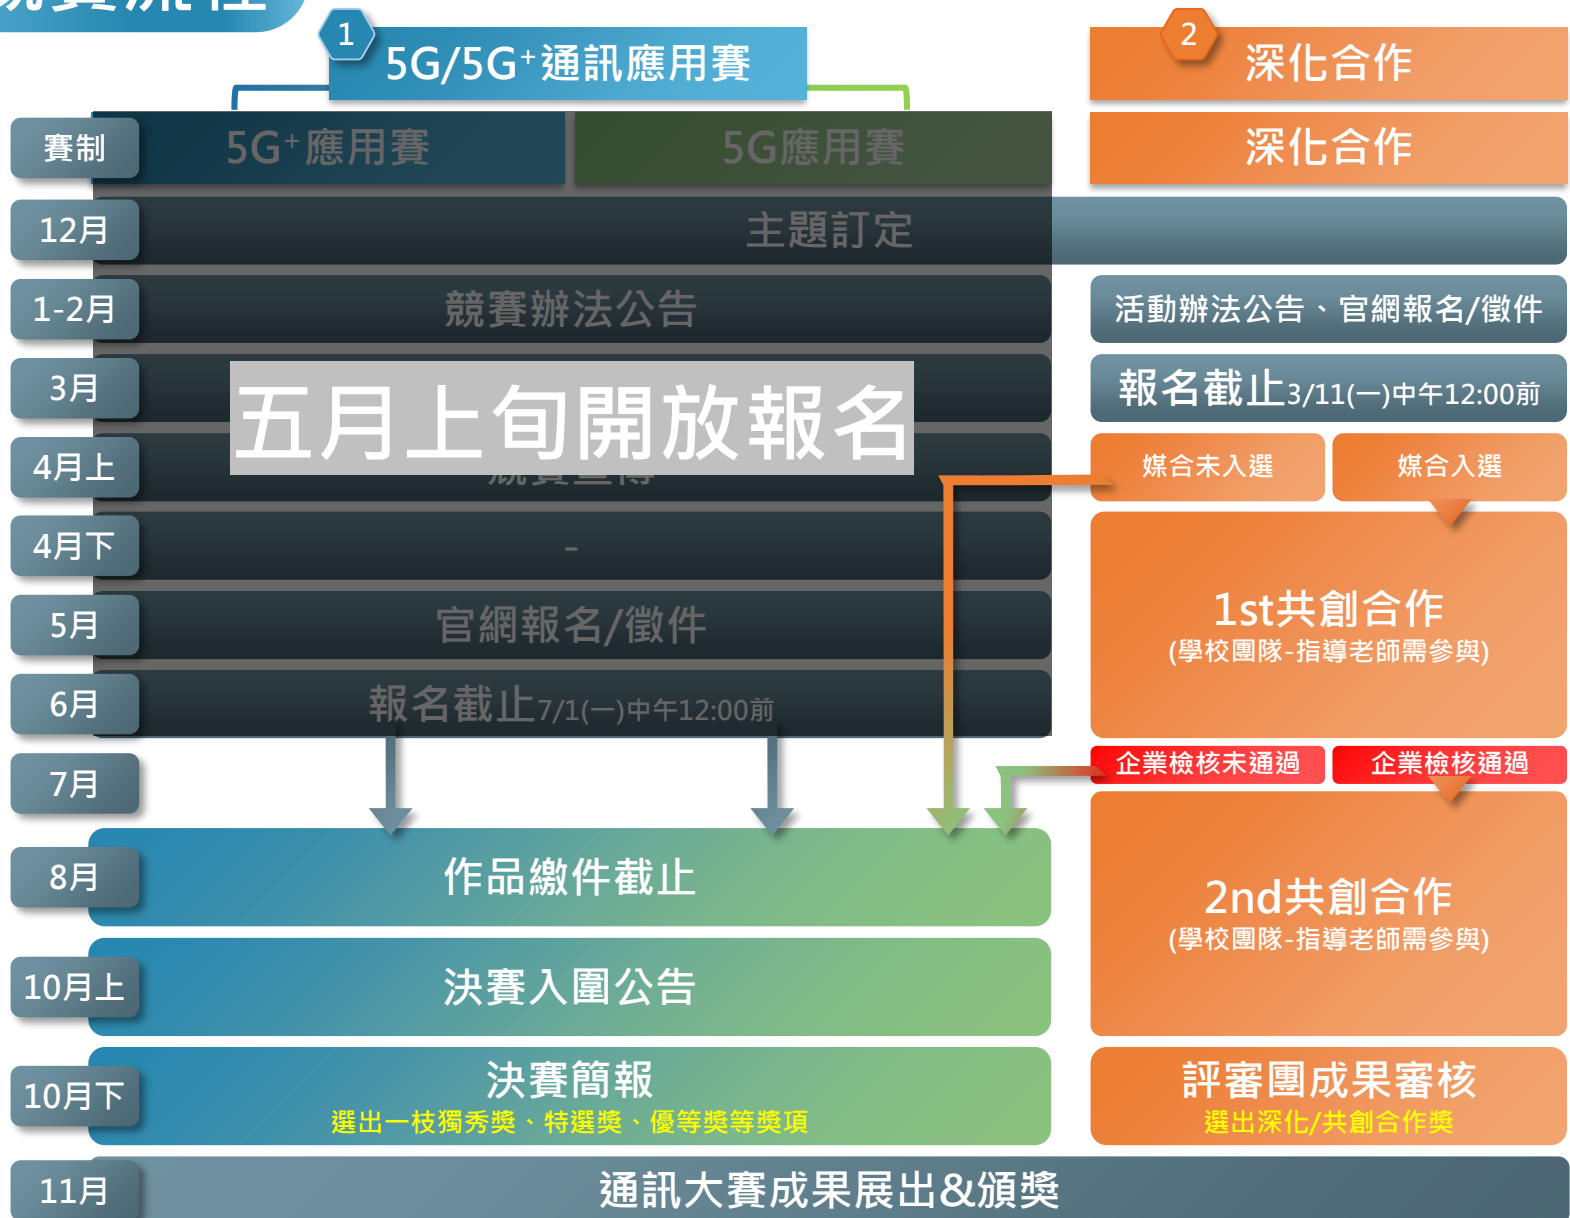 競賽流程
1
5G/5G⁺通訊應用賽
2
深化合作
賽制
5G⁺應用賽
5G應用賽
深化合作
12月
主題訂定
1-2月
競賽辦法公告
活動辦法公告、官網報名/徵件
3月
五月上旬開放報名
報名截止3/11(一)中午12:00前
4月上
競賽宣傳
媒合未入選
媒合入選
4月下
-
1st共創合作
(學校團隊-指導老師需參與)
5月
官網報名/徵件
6月
報名截止7/1(一)中午12:00前
7月
企業檢核未通過
企業檢核通過
8月
作品繳件截止
2nd共創合作
(學校團隊-指導老師需參與)
10月上
決賽入圍公告
10月下
決賽簡報
選出一枝獨秀獎、特選獎、優等獎等獎項
評審團成果審核
選出深化/共創合作獎
11月
通訊大賽成果展出&頒獎